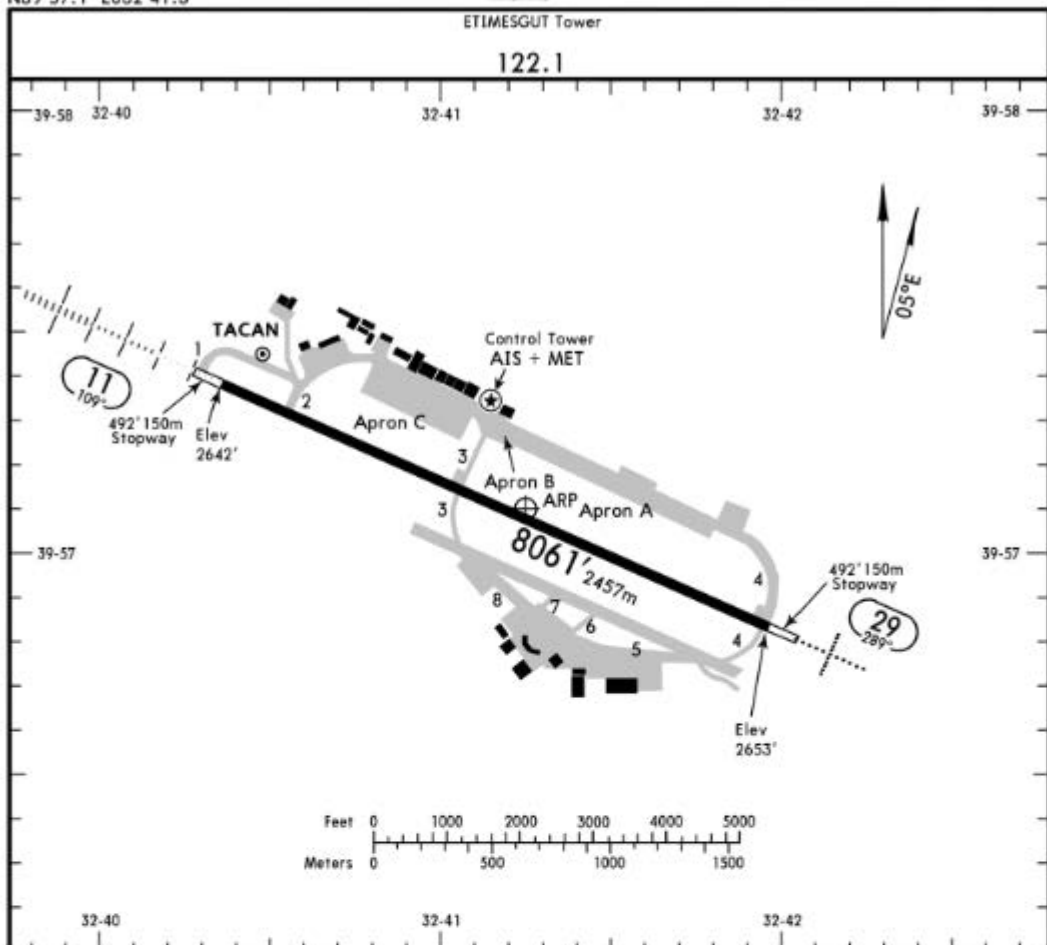 ETIMESGUT Tower
122.1
39-58 32-40
32-41
32-42
39-58
05°E
TACAN
Control Tower
AIS + MET
1
11
109°
492' 150m
Stopway
Elev
2642'
2
Apron C
3
Apron B
ARP
Apron A
3
8061' 2457m
39-57
39-57
4
492' 150m
Stopway
29
289°
8
7
6
5
4
Elev
2653'
Feet 0 1000 2000 3000 4000 5000
Meters 0 500 1000 1500
32-40
32-41
32-42